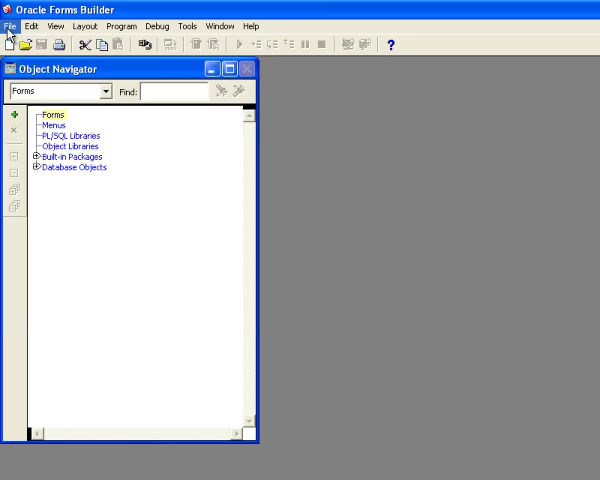 Oracle Forms Builder
File Edit View Layout Program Debug Tools Window Help
Object Navigator
Forms Find:
Forms
Menus
PL/SQL Libraries
Object Libraries
Built-in Packages
Database Objects